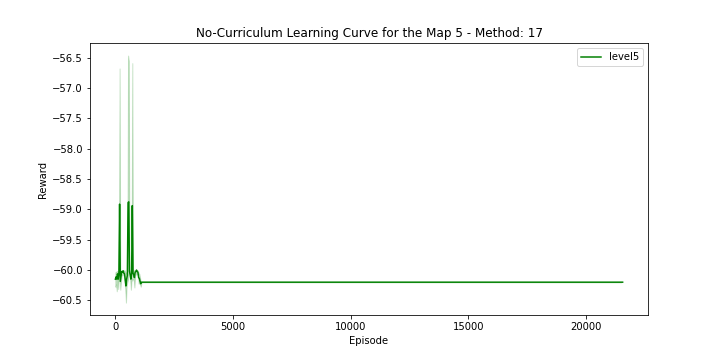 No-Curriculum Learning Curve for the Map 5 - Method: 17
level5
−56.5
−57.0
−57.5
−58.0
−58.5
−59.0
−59.5
−60.0
−60.5
Reward
0 5000 10000 15000 20000
Episode